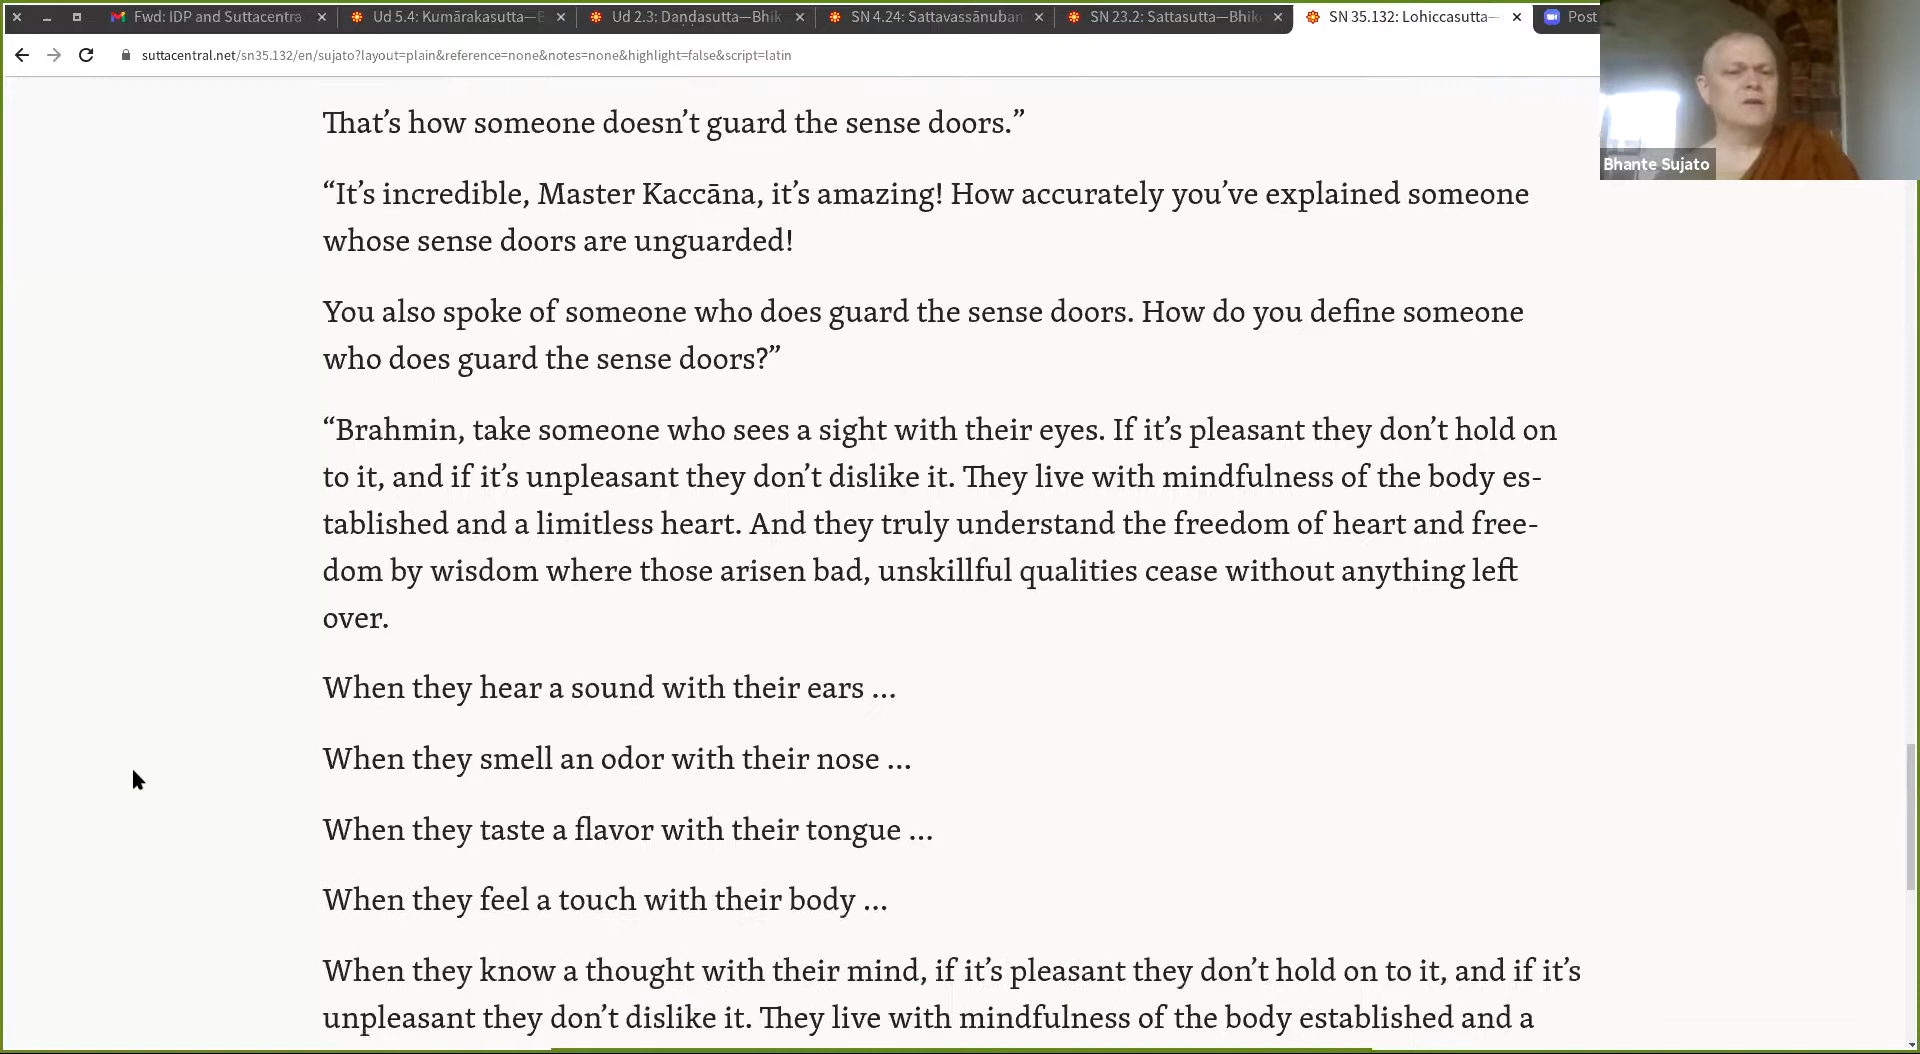 Fwd: IDP and Suttacentra
Ud 5.4: Kumārakasutta—B
Ud 2.3: Daṇḍasutta—Bhik
SN 4.24: Sattavassānuban
SN 23.2: Sattasutta—Bhikk
SN 35.132: Lohiccasutta—
Post
suttacentral.net/sn35.132/en/sujato?layout=plain&reference=none&notes=none&highlight=false&script=latin
Bhante Sujato
That’s how someone doesn’t guard the sense doors.”
“It’s incredible, Master Kaccāna, it’s amazing! How accurately you’ve explained someone
whose sense doors are unguarded!
You also spoke of someone who does guard the sense doors. How do you define someone
who does guard the sense doors?”
“Brahmin, take someone who sees a sight with their eyes. If it’s pleasant they don’t hold on
to it, and if it’s unpleasant they don’t dislike it. They live with mindfulness of the body es-
tablished and a limitless heart. And they truly understand the freedom of heart and free-
dom by wisdom where those arisen bad, unskillful qualities cease without anything left
over.
When they hear a sound with their ears …
When they smell an odor with their nose …
When they taste a flavor with their tongue …
When they feel a touch with their body …
When they know a thought with their mind, if it’s pleasant they don’t hold on to it, and if it’s
unpleasant they don’t dislike it. They live with mindfulness of the body established and a